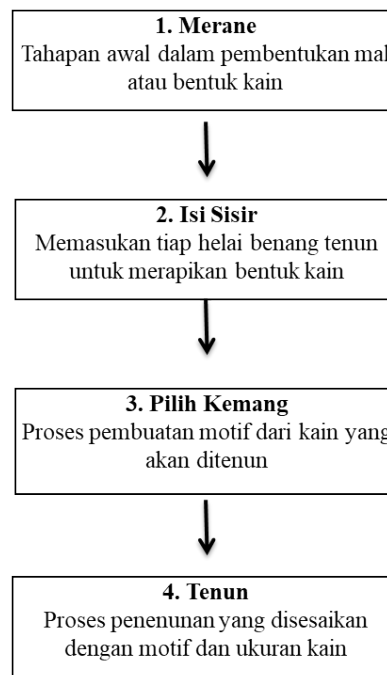 1. Merane
Tahapan awal dalam pembentukan mal
atau bentuk kain
2. Isi Sisir
Memasukan tiap helai benang tenun
untuk merapikan bentuk kain
3. Pilih Kemang
Proses pembuatan motif dari kain yang
akan ditenun
4. Tenun
Proses penenunan yang disesaikan
dengan motif dan ukuran kain